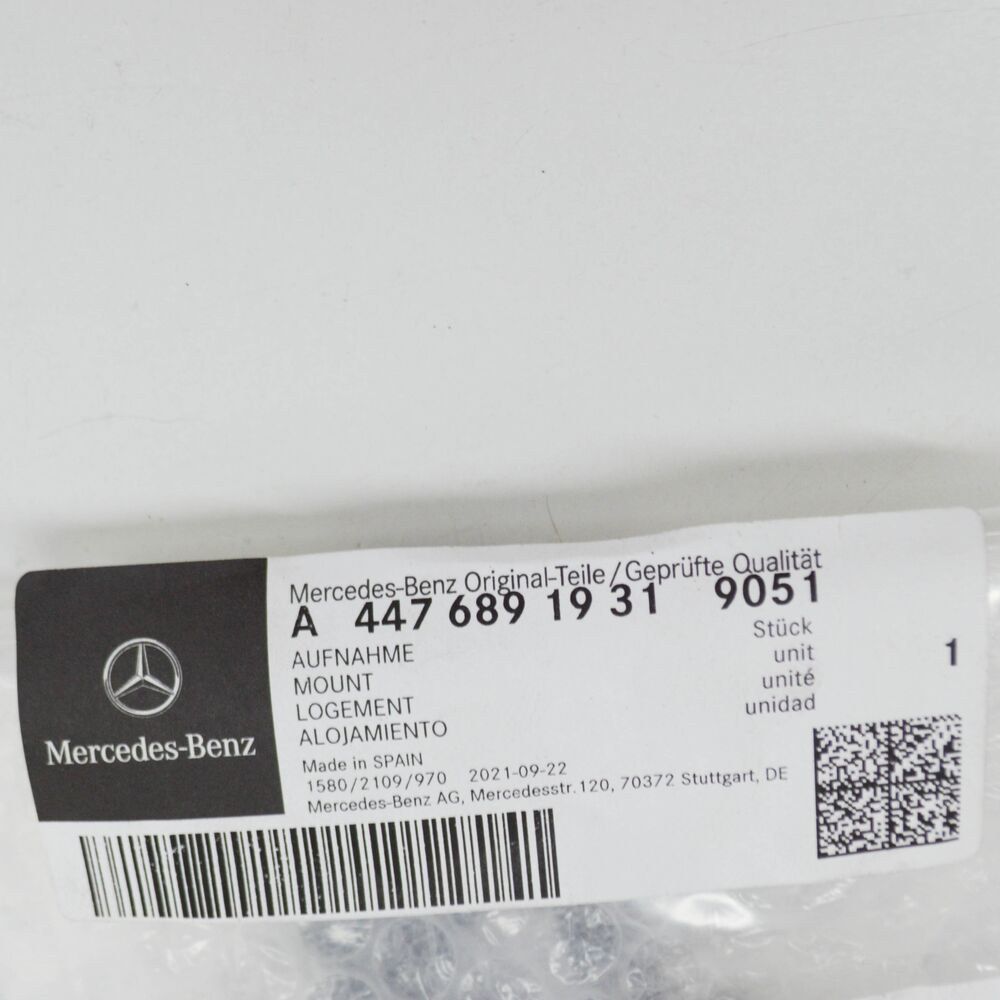 Mercedes-Benz Original-Teile/Geprüfte Qualität
A 447 689 19 31 9051
AUFNAHME
MOUNT
LOGEMENT
ALOJAMIENTO
Stück
unit
unité
unidad
1
Made in SPAIN
1580/2109/970 2021-09-22
Mercedes-Benz AG, Mercedesstr.120, 70372 Stuttgart, DE
Mercedes-Benz